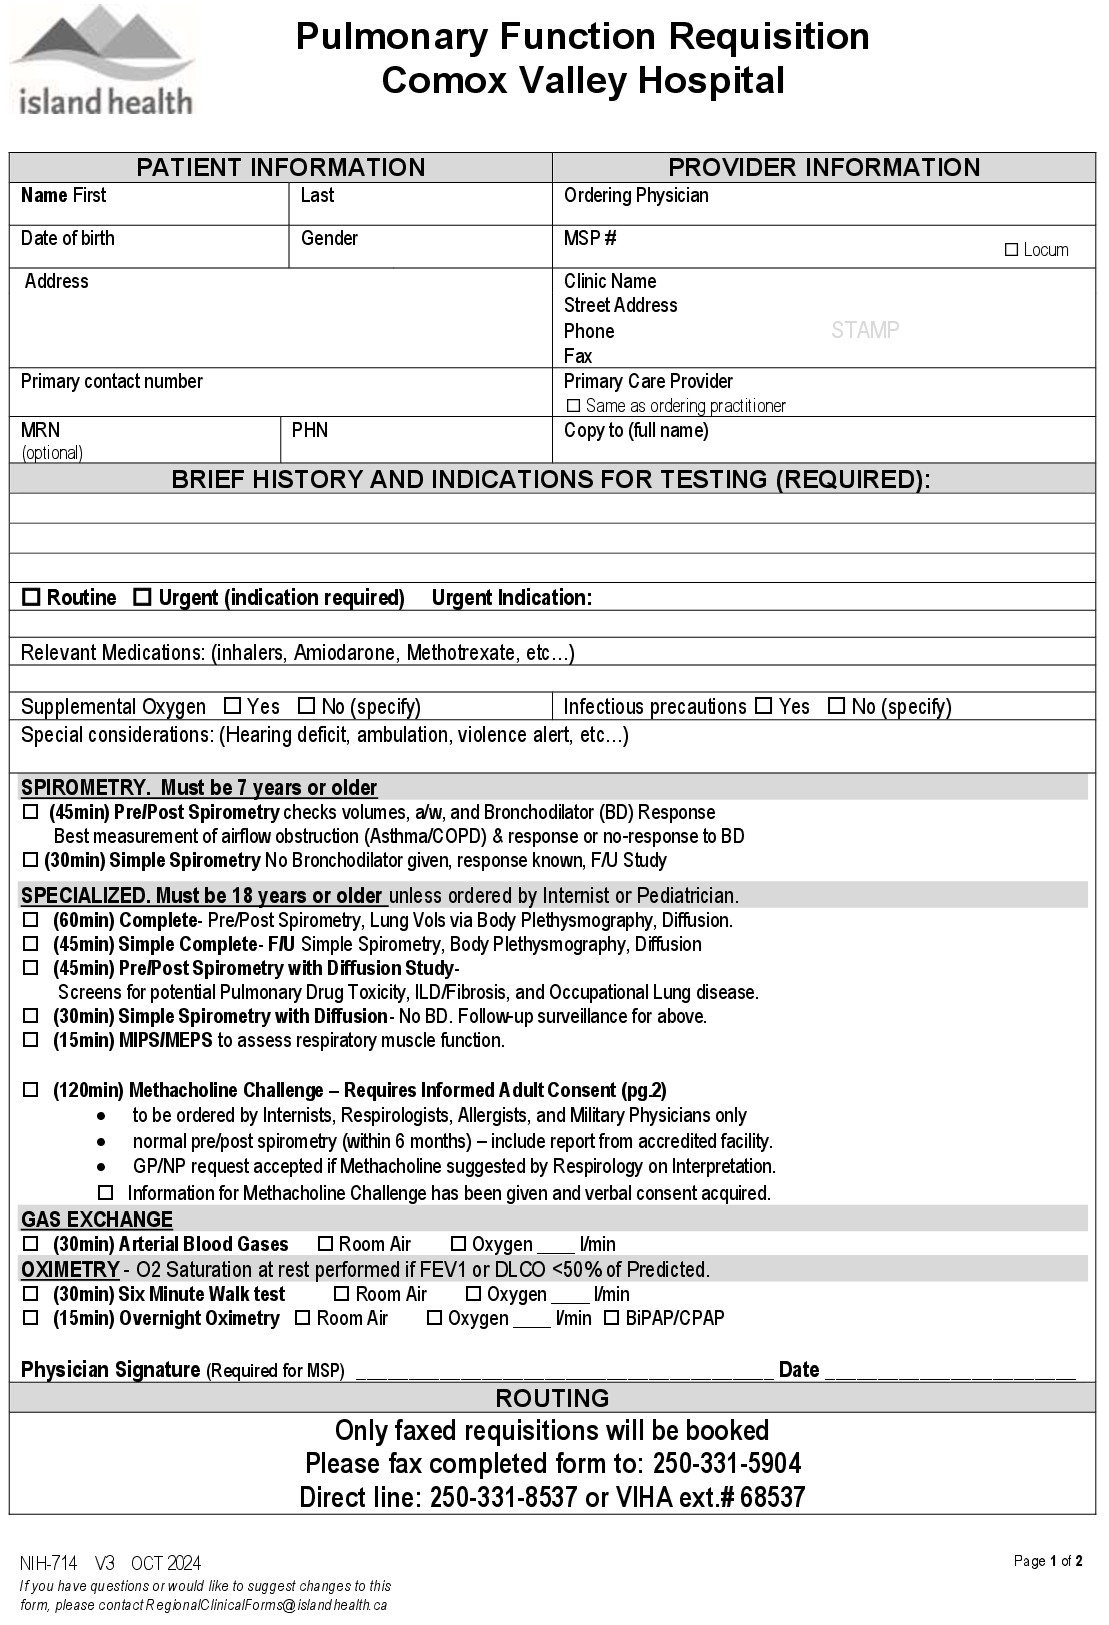 island health
Pulmonary Function Requisition
Comox Valley Hospital
PATIENT INFORMATION PROVIDER INFORMATION
Name First Last Ordering Physician
Date of birth Gender MSP #
☐ Locum
Address Clinic Name
Street Address
Phone STAMP
Fax
Primary contact number Primary Care Provider
☐ Same as ordering practitioner
MRN PHN Copy to (full name)
(optional)
BRIEF HISTORY AND INDICATIONS FOR TESTING (REQUIRED):
☐ Routine ☐ Urgent (indication required) Urgent Indication:
Relevant Medications: (inhalers, Amiodarone, Methotrexate, etc...)
Supplemental Oxygen ☐ Yes ☐ No (specify) Infectious precautions ☐ Yes ☐ No (specify)
Special considerations: (Hearing deficit, ambulation, violence alert, etc...)
SPIROMETRY. Must be 7 years or older
☐ (45min) Pre/Post Spirometry checks volumes, a/w, and Bronchodilator (BD) Response
Best measurement of airflow obstruction (Asthma/COPD) & response or no-response to BD
☐ (30min) Simple Spirometry No Bronchodilator given, response known, F/U Study
SPECIALIZED. Must be 18 years or older unless ordered by Internist or Pediatrician.
☐ (60min) Complete- Pre/Post Spirometry, Lung Vols via Body Plethysmography, Diffusion.
☐ (45min) Simple Complete- F/U Simple Spirometry, Body Plethysmography, Diffusion
☐ (45min) Pre/Post Spirometry with Diffusion Study-
Screens for potential Pulmonary Drug Toxicity, ILD/Fibrosis, and Occupational Lung disease.
☐ (30min) Simple Spirometry with Diffusion- No BD. Follow-up surveillance for above.
☐ (15min) MIPS/MEPS to assess respiratory muscle function.
☐ (120min) Methacholine Challenge – Requires Informed Adult Consent (pg.2)
• to be ordered by Internists, Respirologists, Allergists, and Military Physicians only
• normal pre/post spirometry (within 6 months) – include report from accredited facility.
• GP/NP request accepted if Methacholine suggested by Respirology on Interpretation.
☐ Information for Methacholine Challenge has been given and verbal consent acquired.
GAS EXCHANGE
☐ (30min) Arterial Blood Gases ☐ Room Air ☐ Oxygen ____ l/min
OXIMETRY - O2 Saturation at rest performed if FEV1 or DLCO <50% of Predicted.
☐ (30min) Six Minute Walk test ☐ Room Air ☐ Oxygen ____ l/min
☐ (15min) Overnight Oximetry ☐ Room Air ☐ Oxygen ____ l/min ☐ BiPAP/CPAP
Physician Signature (Required for MSP) ________________________ Date ________________
ROUTING
Only faxed requisitions will be booked
Please fax completed form to: 250-331-5904
Direct line: 250-331-8537 or VIHA ext.# 68537
NIH-714 V3 OCT 2024 Page 1 of 2
If you have questions or would like to suggest changes to this
form, please contact RegionalClinicalForms@islandhealth.ca